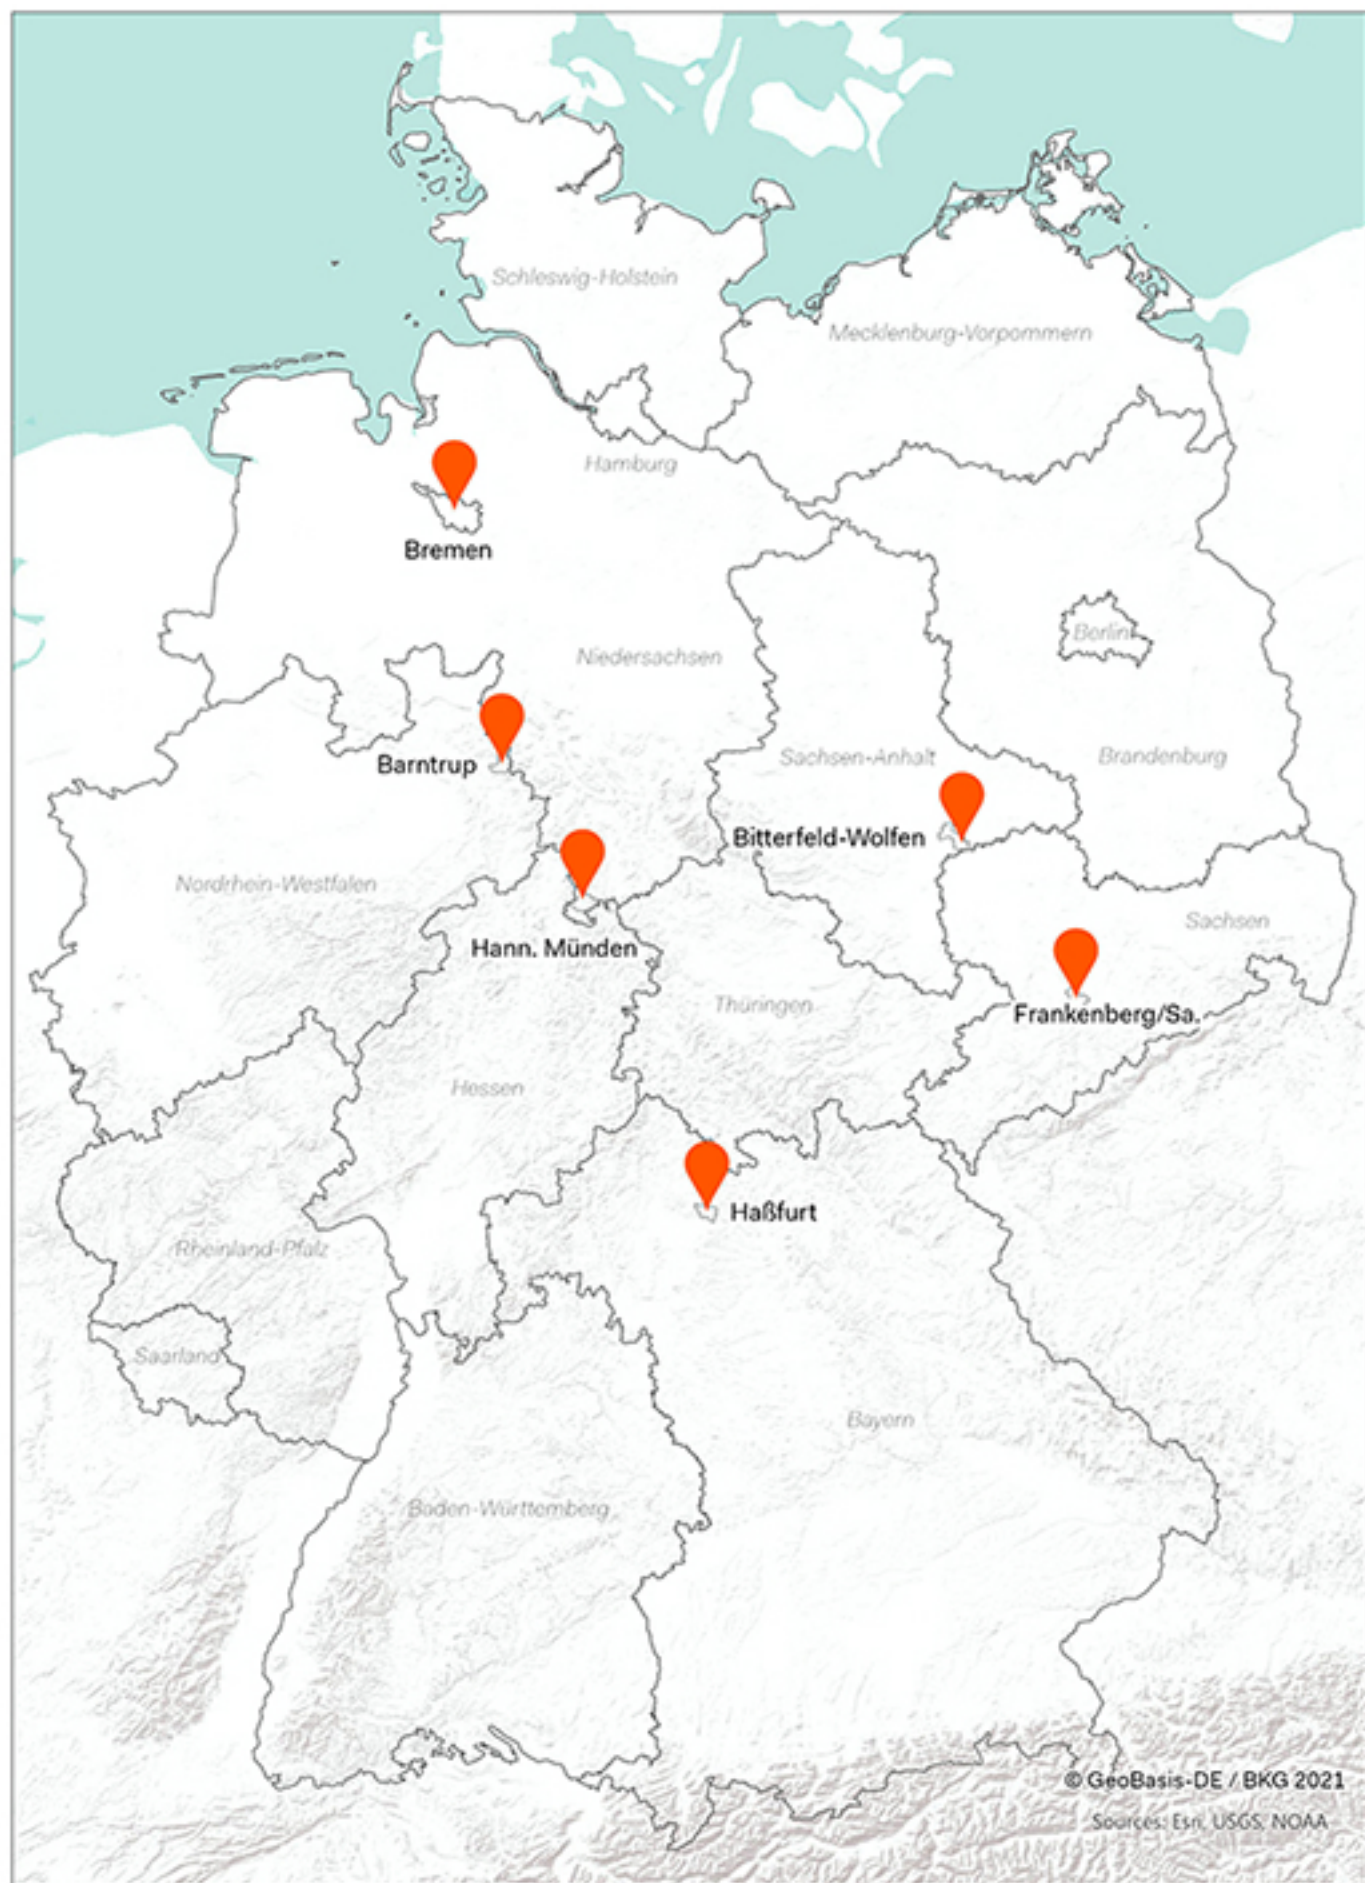 Schleswig-Holstein
Mecklenburg-Vorpommern
Hamburg
Bremen
Berlin
Niedersachsen
Sachsen-Anhalt
Brandenburg
Barntrup
Bitterfeld-Wolfen
Nordrhein-Westfalen
Sachsen
Hann. Münden
Thüringen
Frankenberg/Sa.
Hessen
Haßfurt
Rheinland-Pfalz
Saarland
Bayern
Baden-Württemberg
© GeoBasis-DE / BKG 2021
Sources: Esri, USGS, NOAA